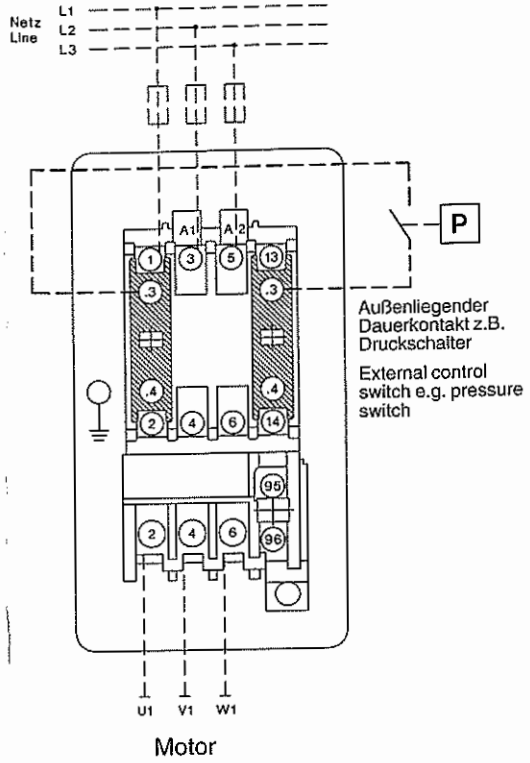 Netz
Line
L1
L2
L3
A1
A2
1
3
5
13
.3
.3
P
Außenliegender
Dauerkontakt z.B.
Druckschalter
External control
switch e.g. pressure
switch
.4
.4
2
4
6
14
95
2
4
6
96
U1
V1
W1
Motor